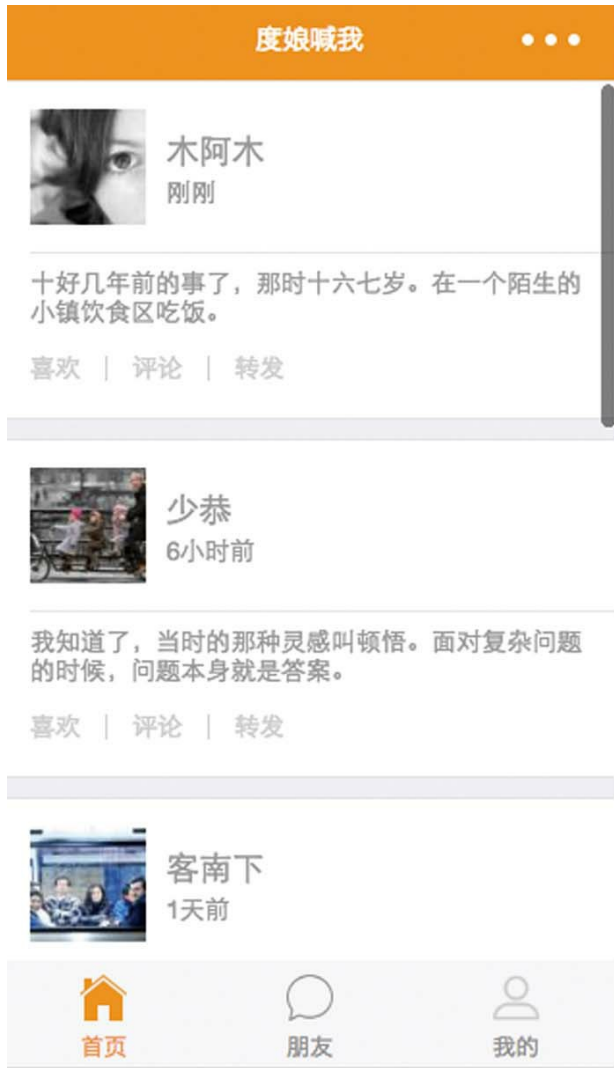 度娘喊我
木阿木
刚刚
十好几年前的事了，那时十六七岁。在一个陌生的
小镇饮食区吃饭。
喜欢 | 评论 | 转发
少恭
6小时前
我知道了，当时的那种灵感叫顿悟。面对复杂问题
的时候，问题本身就是答案。
喜欢 | 评论 | 转发
客南下
1天前
首页 朋友 我的